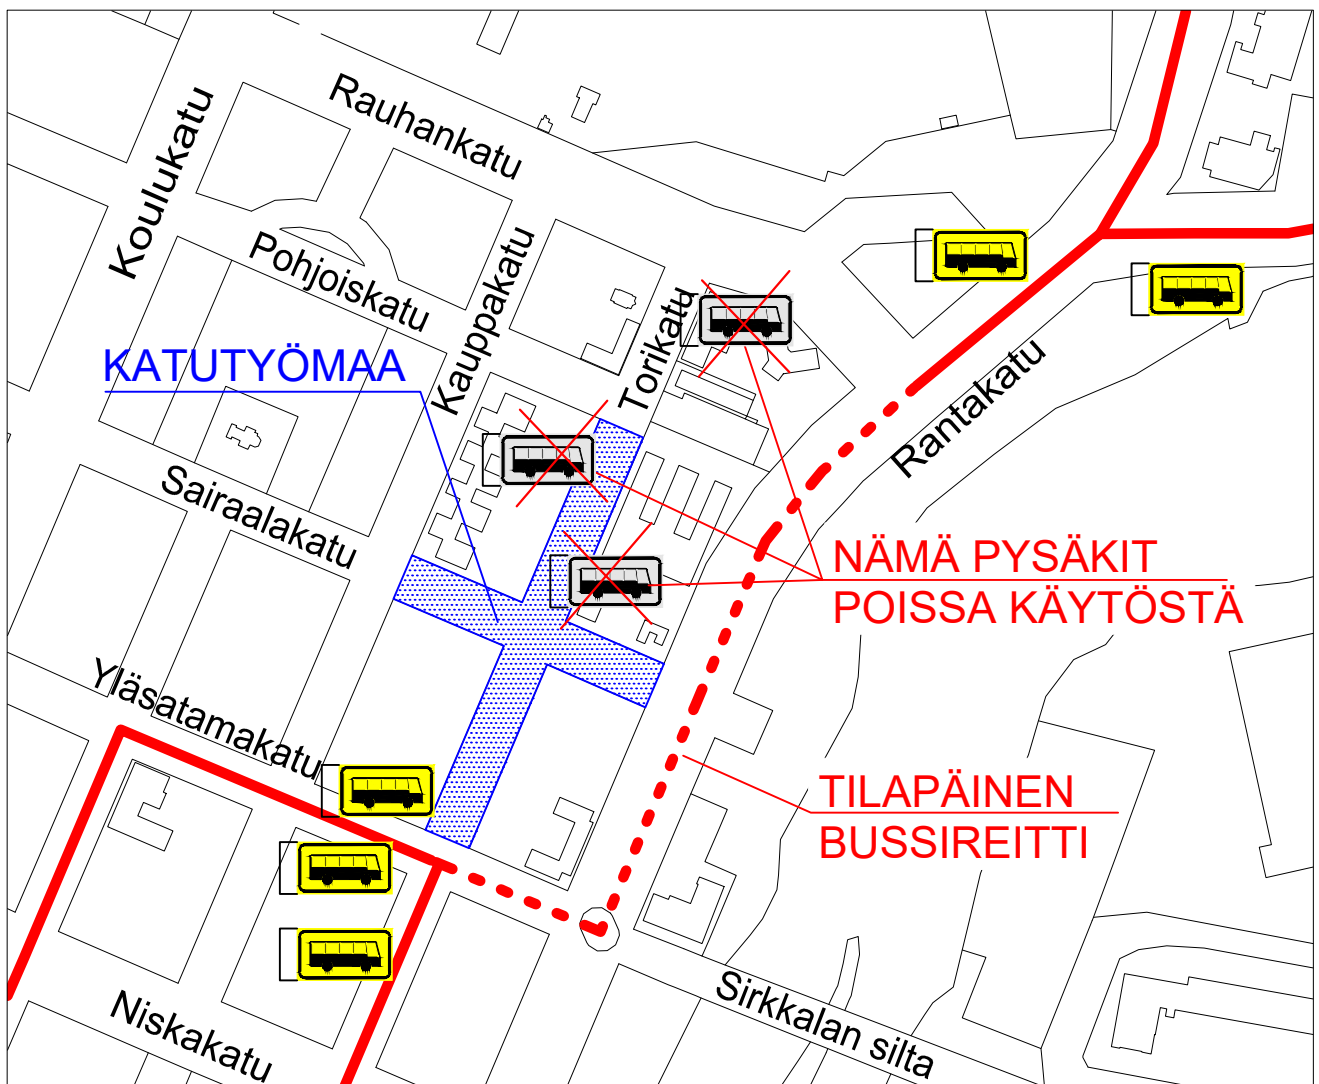 Rauhankatu
Koulukatu
Pohjoiskatu
Kauppakatu
Torikatu
KATUTYÖMAA
Rantakatu
Sairaalakatu
NÄMÄ PYSÄKIT
POISSA KÄYTÖSTÄ
Yläsatamakatu
TILAPÄINEN
BUSSIREITTI
Niskakatu
Sirkkalan silta